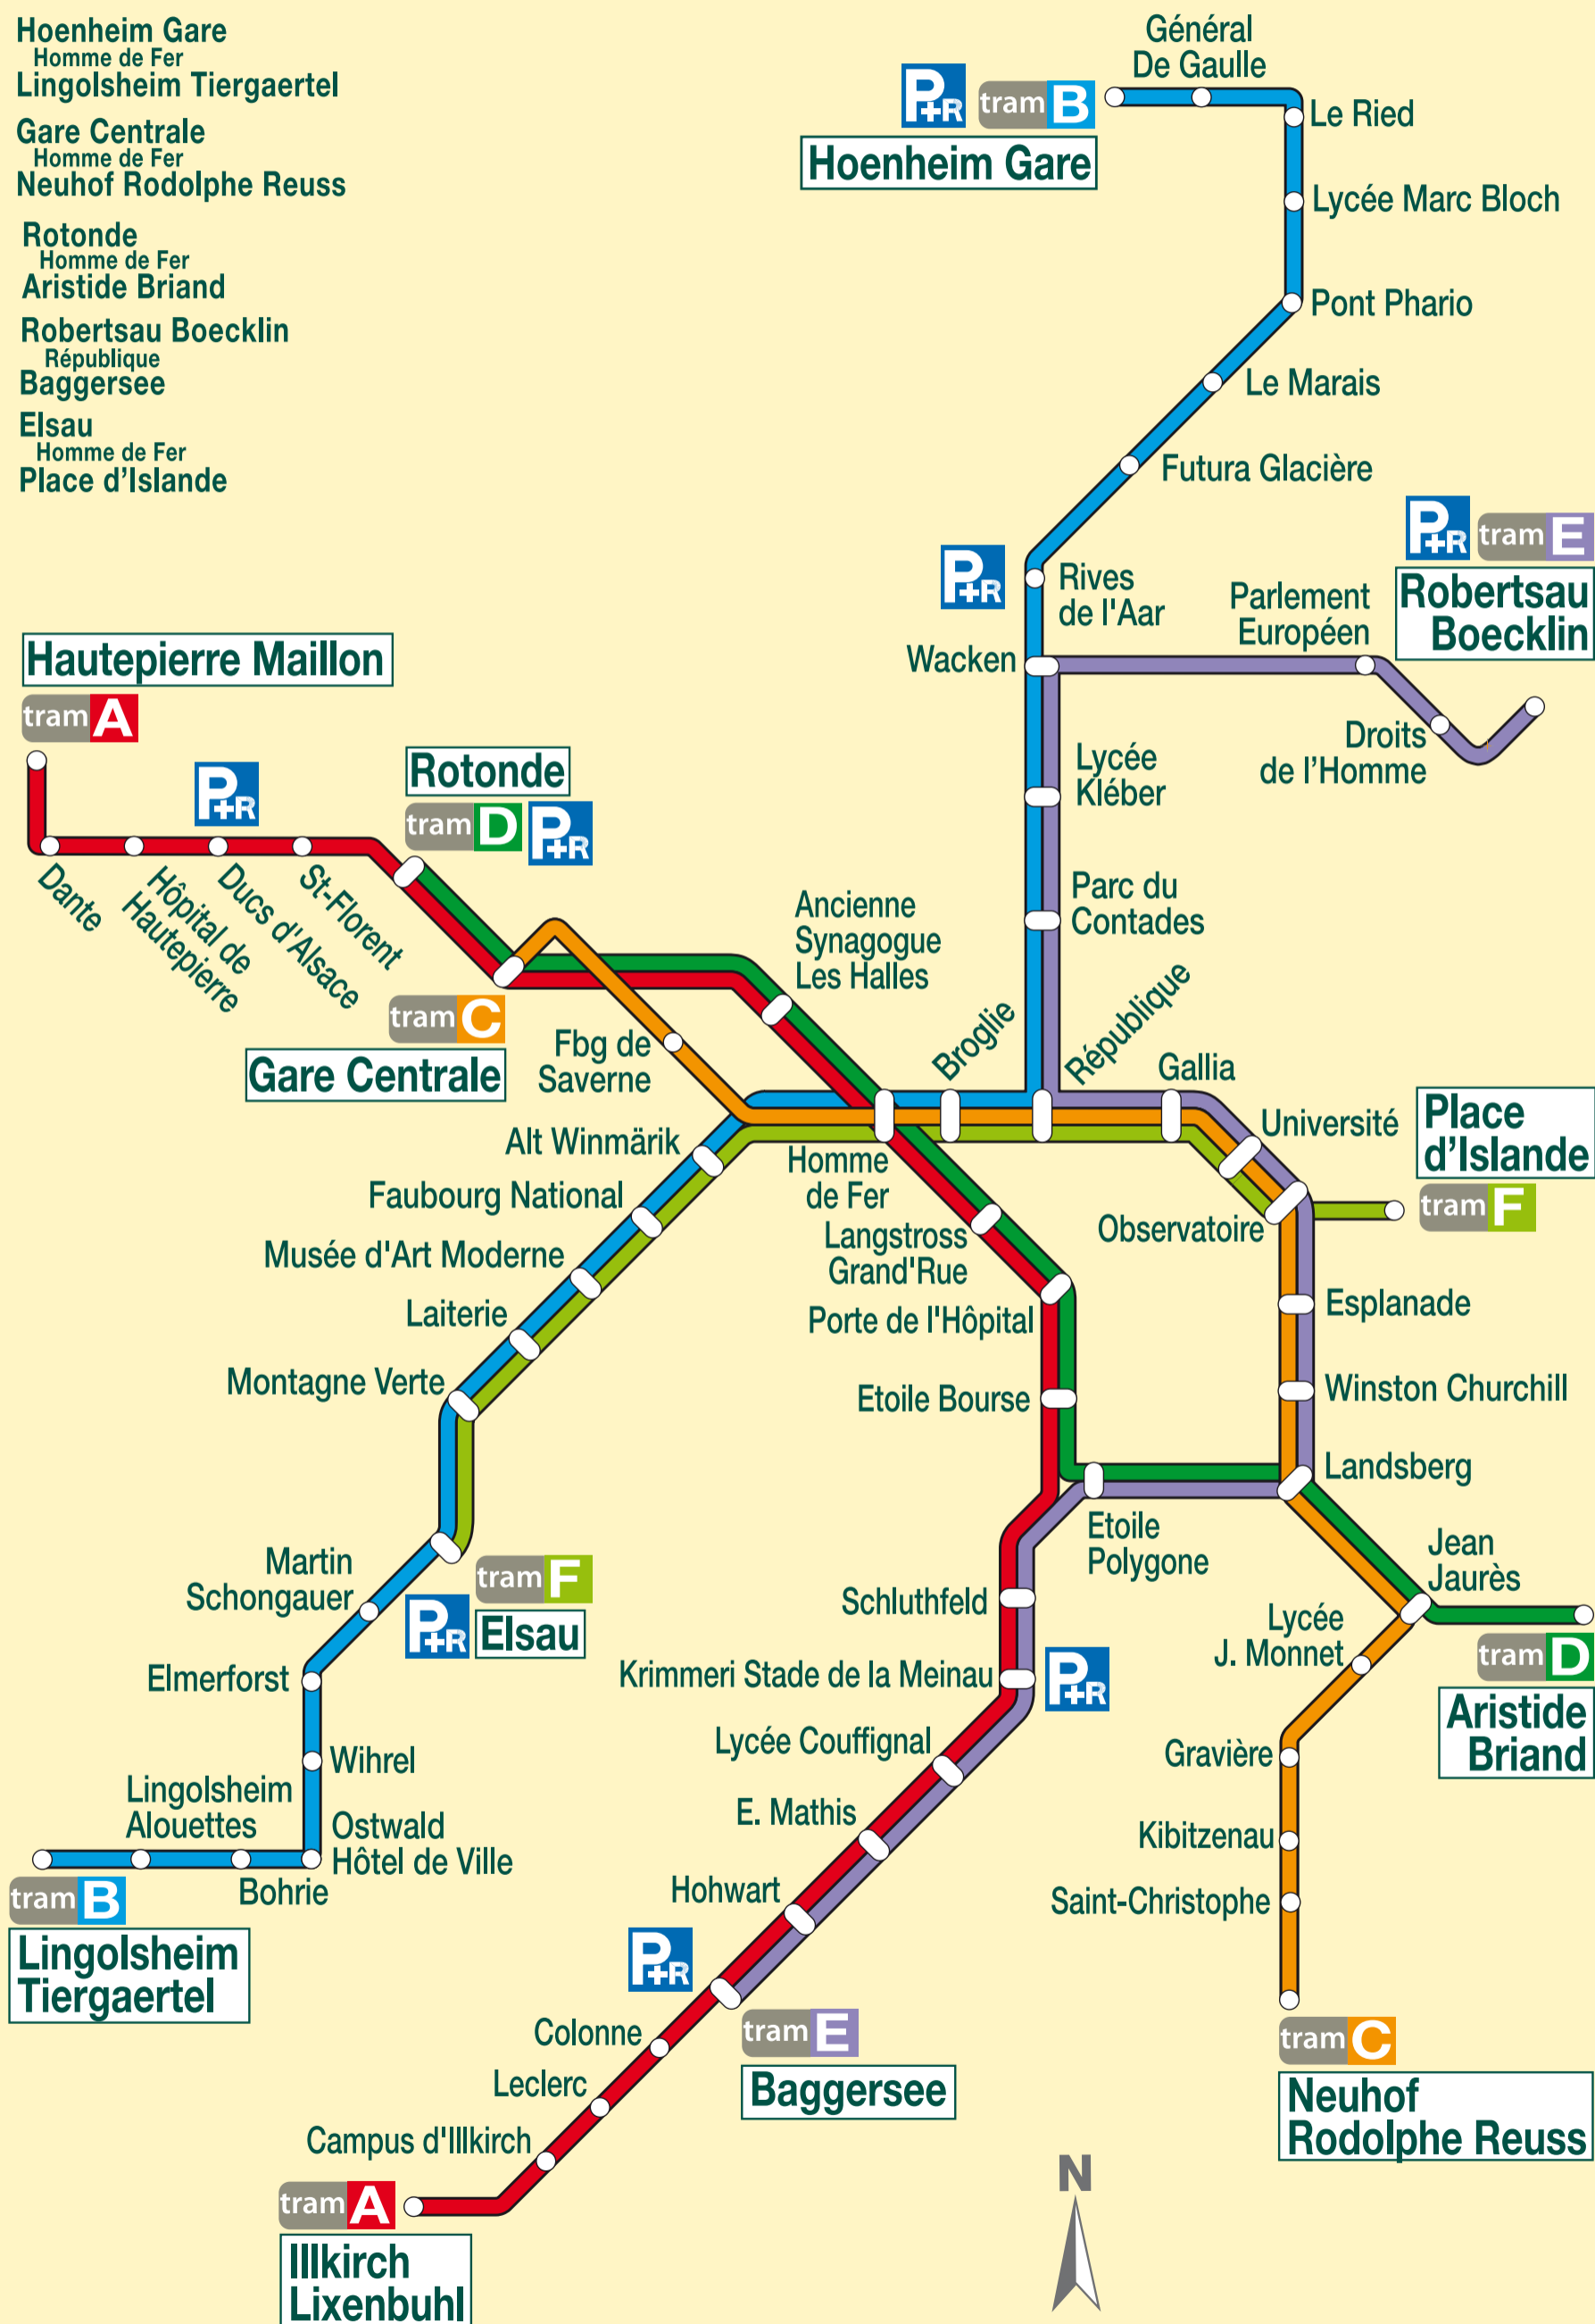 Hoenheim Gare
Homme de Fer
Lingolsheim Tiergaertel
Gare Centrale
Homme de Fer
Neuhof Rodolphe Reuss
Rotonde
Homme de Fer
Aristide Briand
Robertsau Boecklin
République
Baggersee
Elsau
Homme de Fer
Place d'Islande
Général
De Gaulle
P+R
tram B
Hoenheim Gare
Le Ried
Lycée Marc Bloch
Pont Phario
Le Marais
Futura Glacière
P+R
tram E
Robertsau
Boecklin
P+R
Rives
de l'Aar
Parlement
Européen
Wacken
Droits
de l'Homme
Lycée
Kléber
Parc du
Contades
Hautepierre Maillon
tram A
P+R
Rotonde
tram D
P+R
Dante
Hôpital de
Hautepierre
Ducs d'Alsace
St-Florent
Ancienne
Synagogue
Les Halles
tram C
Gare Centrale
Fbg de
Saverne
Broglie
République
Gallia
Université
Place
d'Islande
tram F
Alt Winmärik
Homme
de Fer
Faubourg National
Observatoire
Langstross
Grand'Rue
Musée d'Art Moderne
Laiterie
Porte de l'Hôpital
Esplanade
Montagne Verte
Etoile Bourse
Winston Churchill
Landsberg
Etoile
Polygone
Martin
Schongauer
tram F
P+R
Elsau
Jean
Jaurès
Schluthfeld
Lycée
J. Monnet
tram D
Aristide
Briand
Elmerforst
Krimmeri Stade de la Meinau
P+R
Lycée Couffignal
Gravière
Wihrel
Lingolsheim
Alouettes
Ostwald
Hôtel de Ville
E. Mathis
Kibitzenau
Bohrie
Hohwart
Saint-Christophe
tram B
Lingolsheim
Tiergaertel
P+R
Colonne
tram E
Baggersee
tram C
Neuhof
Rodolphe Reuss
Leclerc
Campus d'Illkirch
N
tram A
Illkirch
Lixenbuhl